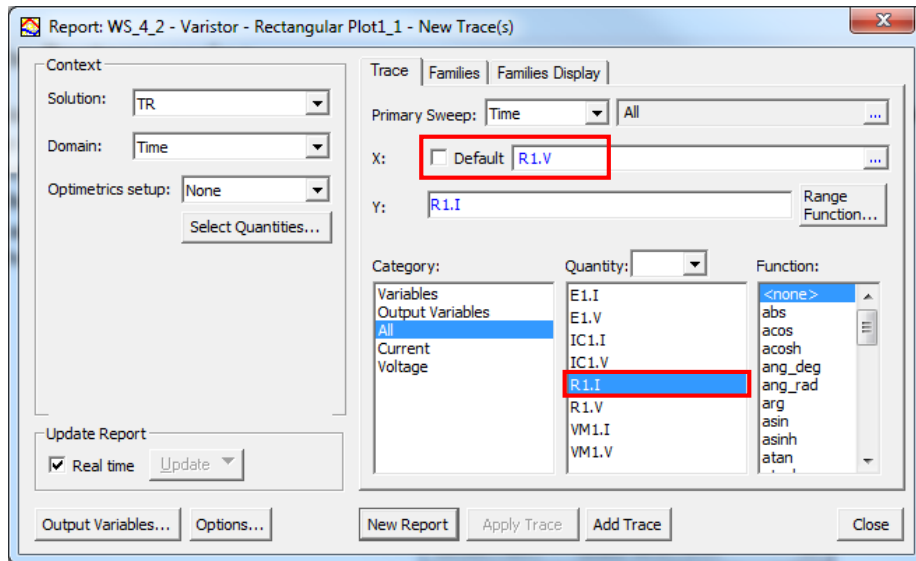 Report: WS_4_2 - Varistor - Rectangular Plot1_1 - New Trace(s)
Context
Solution: TR
Domain: Time
Optimetrics setup: None
Select Quantities...
Update Report
Real time Update
Output Variables... Options...
Trace Families Families Display
Primary Sweep: Time All ...
X: Default R1.V ...
Y: R1.I Range Function...
Category:
Variables
Output Variables
All
Current
Voltage
Quantity:
E1.I
E1.V
IC1.I
IC1.V
R1.I
R1.V
VM1.I
VM1.V
Function:
<none>
abs
acos
acosh
ang_deg
ang_rad
arg
asin
asinh
atan
New Report Apply Trace Add Trace Close